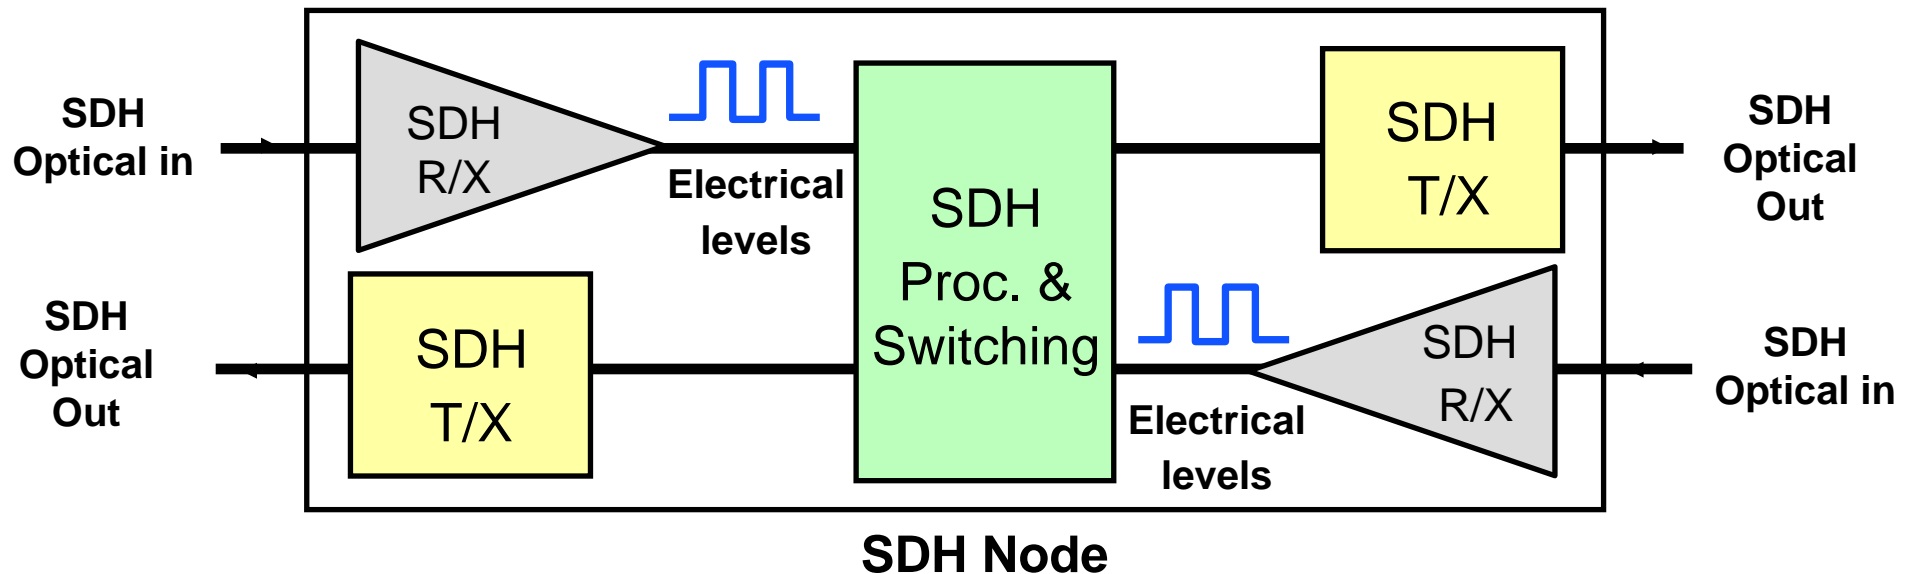 SDH
Optical in
SDH
R/X
Electrical
levels
SDH
Proc. &
Switching
SDH
T/X
SDH
Optical
Out
SDH
Optical
Out
SDH
T/X
Electrical
levels
SDH
R/X
SDH
Optical in
SDH Node